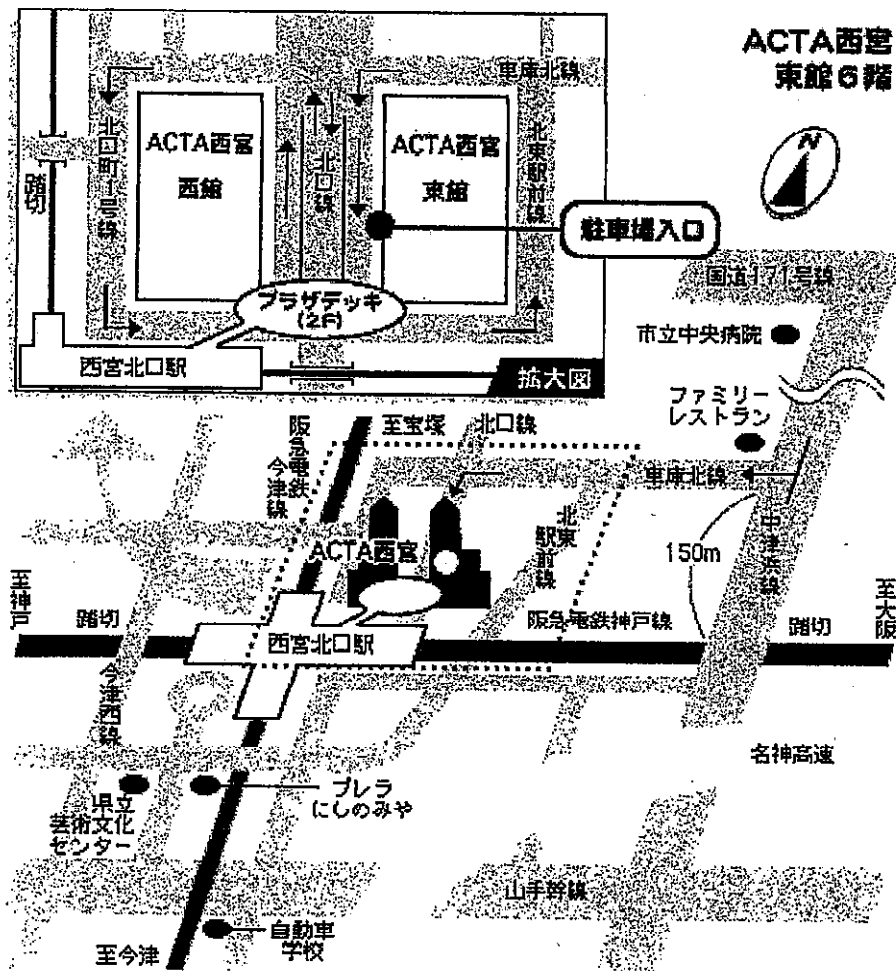 ACTA西宮
東館6階
車庫北線
北口町1号線
ACTA西宮
西館
北口線
ACTA西宮
東館
北東駅前線
踏切
駐車場入口
N
プラザデッキ
(2F)
西宮北口駅
拡大図
国道171号線
市立中央病院
ファミリー
レストラン
阪急電鉄
今津線
至宝塚
北口線
車庫北線
中津浜線
ACTA西宮
北東
駅前線
150m
至神戸
踏切
西宮北口駅
阪急電鉄神戸線
踏切
至大阪
今津西線
名神高速
県立
芸術文化
センター
プレラ
にしのみや
山手幹線
自動車
学校
至今津